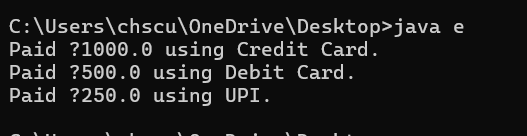 C:\Users\chscu\OneDrive\Desktop>java e
Paid ?1000.0 using Credit Card.
Paid ?500.0 using Debit Card.
Paid ?250.0 using UPI.